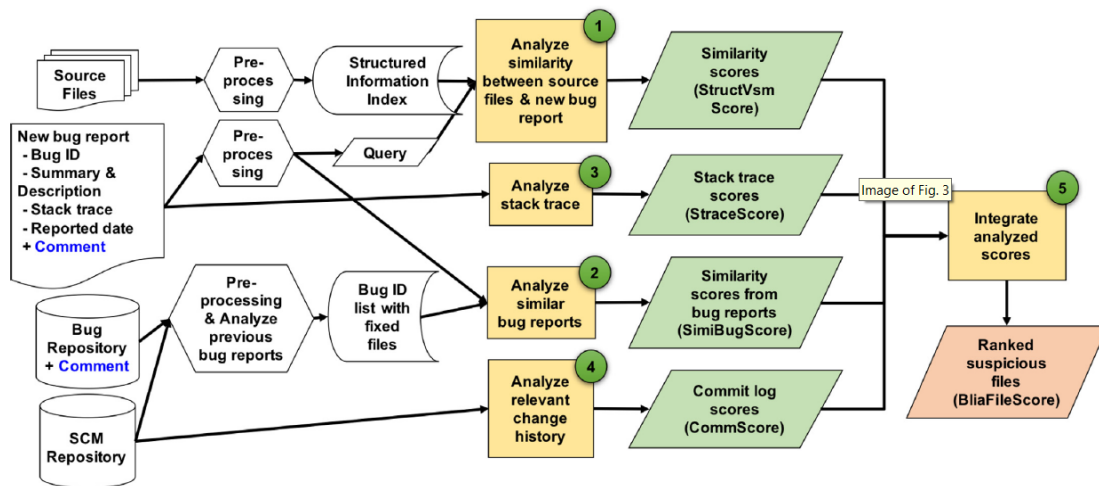 Source
Files
Pre-
proces
sing
Structured
Information
Index
1
Analyze
similarity
between source
files & new bug
report
Similarity
scores
(StructVsm
Score)
New bug report
- Bug ID
- Summary &
Description
- Stack trace
- Reported date
+ Comment
Pre-
proces
sing
Query
3
Analyze
stack trace
Stack trace
scores
(StraceScore)
Image of Fig. 3
5
Integrate
analyzed
scores
Bug
Repository
+ Comment
Pre-
processing
& Analyze
previous
bug reports
Bug ID
list with
fixed
files
2
Analyze
similar
bug reports
Similarity
scores from
bug reports
(SimiBugScore)
Ranked
suspicious
files
(BliaFileScore)
SCM
Repository
4
Analyze
relevant
change
history
Commit log
scores
(CommScore)